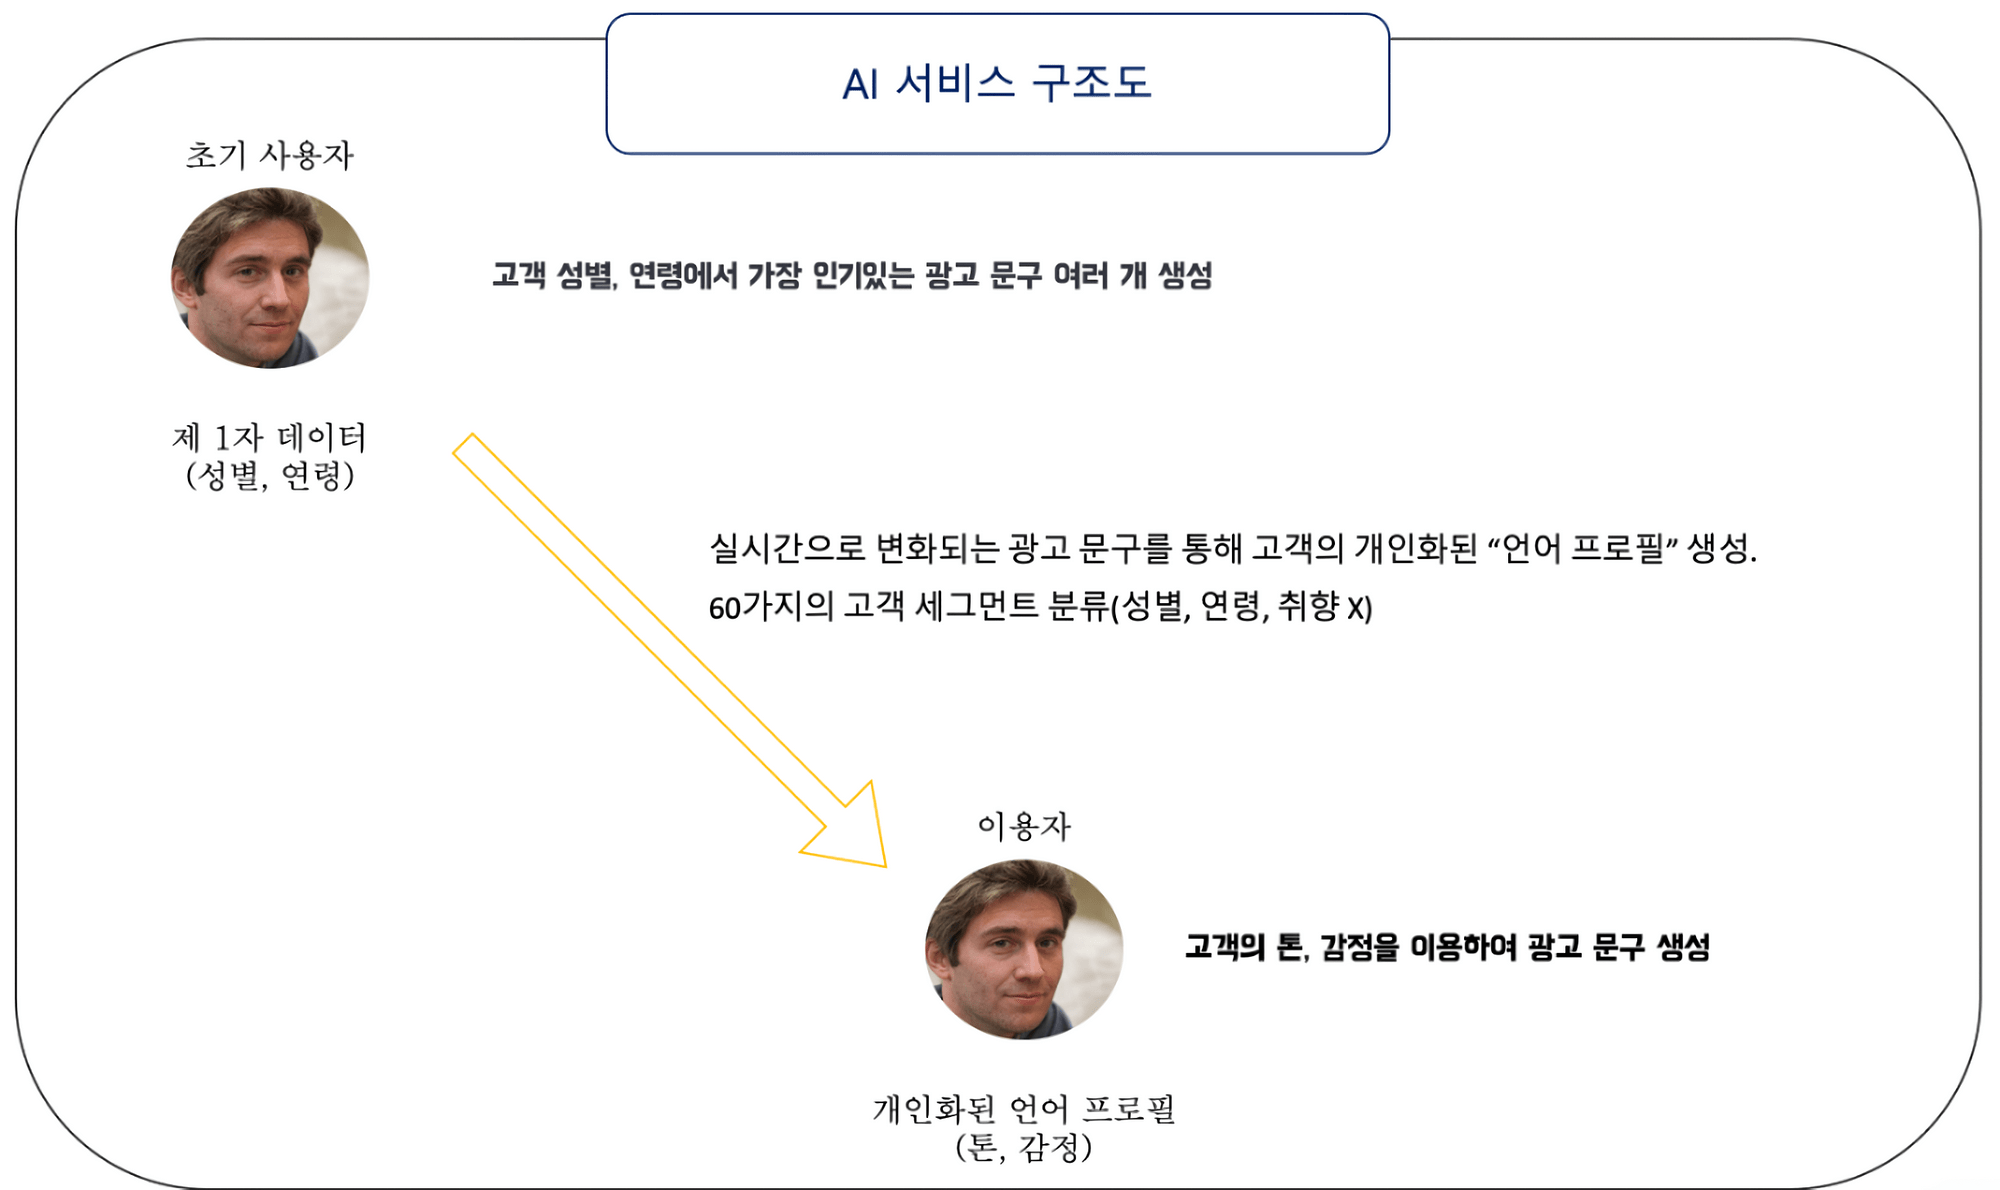 AI 서비스 구조도
초기 사용자
고객 성별, 연령에서 가장 인기있는 광고 문구 여러 개 생성
제 1자 데이터
(성별, 연령)
실시간으로 변화되는 광고 문구를 통해 고객의 개인화된 “언어 프로필” 생성.
60가지의 고객 세그먼트 분류(성별, 연령, 취향 X)
이용자
고객의 톤, 감정을 이용하여 광고 문구 생성
개인화된 언어 프로필
(톤, 감정)